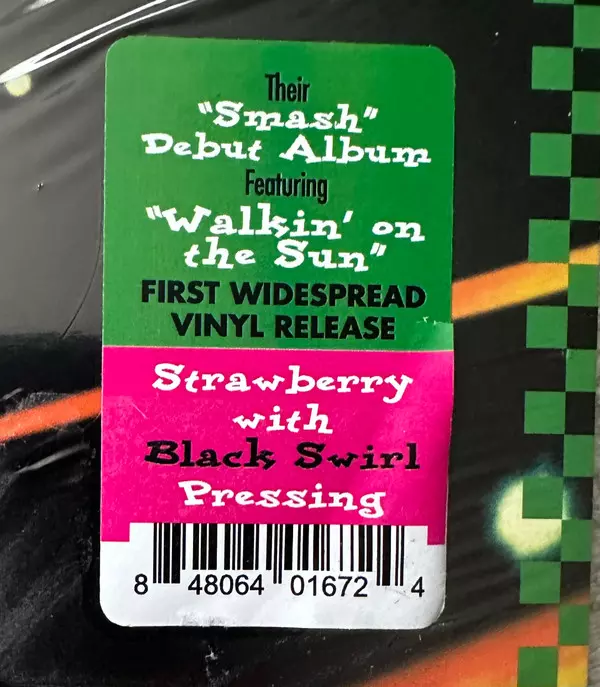 Their
"Smash"
Debut Album
Featuring
"Walkin' on
the Sun"
FIRST WIDESPREAD
VINYL RELEASE
Strawberry
with
Black Swirl
Pressing
8 48064 01672 4